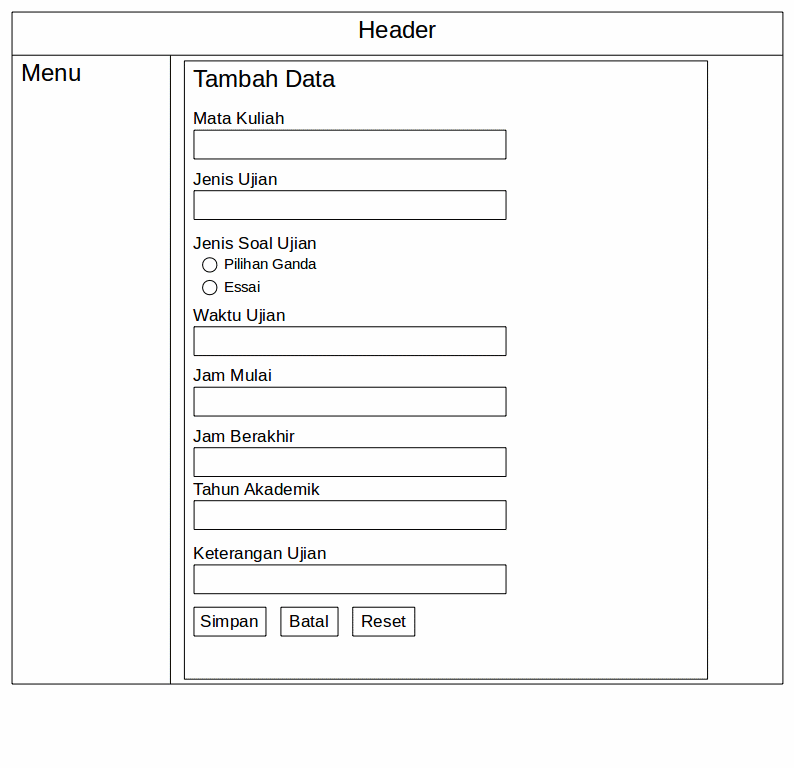 Header
Menu
Tambah Data
Mata Kuliah
Jenis Ujian
Jenis Soal Ujian
Pilihan Ganda
Essai
Waktu Ujian
Jam Mulai
Jam Berakhir
Tahun Akademik
Keterangan Ujian
Simpan Batal Reset